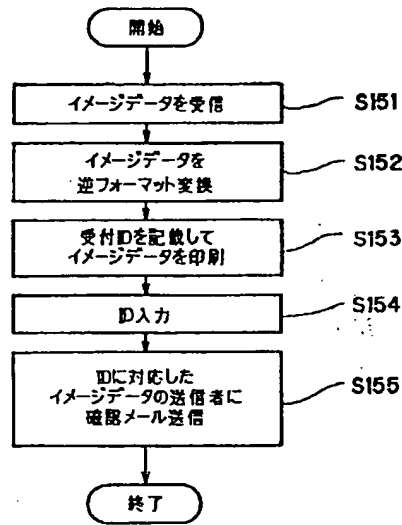 開始
イメージデータを受信
S151
イメージデータを
逆フォーマット変換
S152
受付IDを記載して
イメージデータを印刷
S153
ID入力
S154
IDに対応した
イメージデータの送信者に
確認メール送信
S155
終了